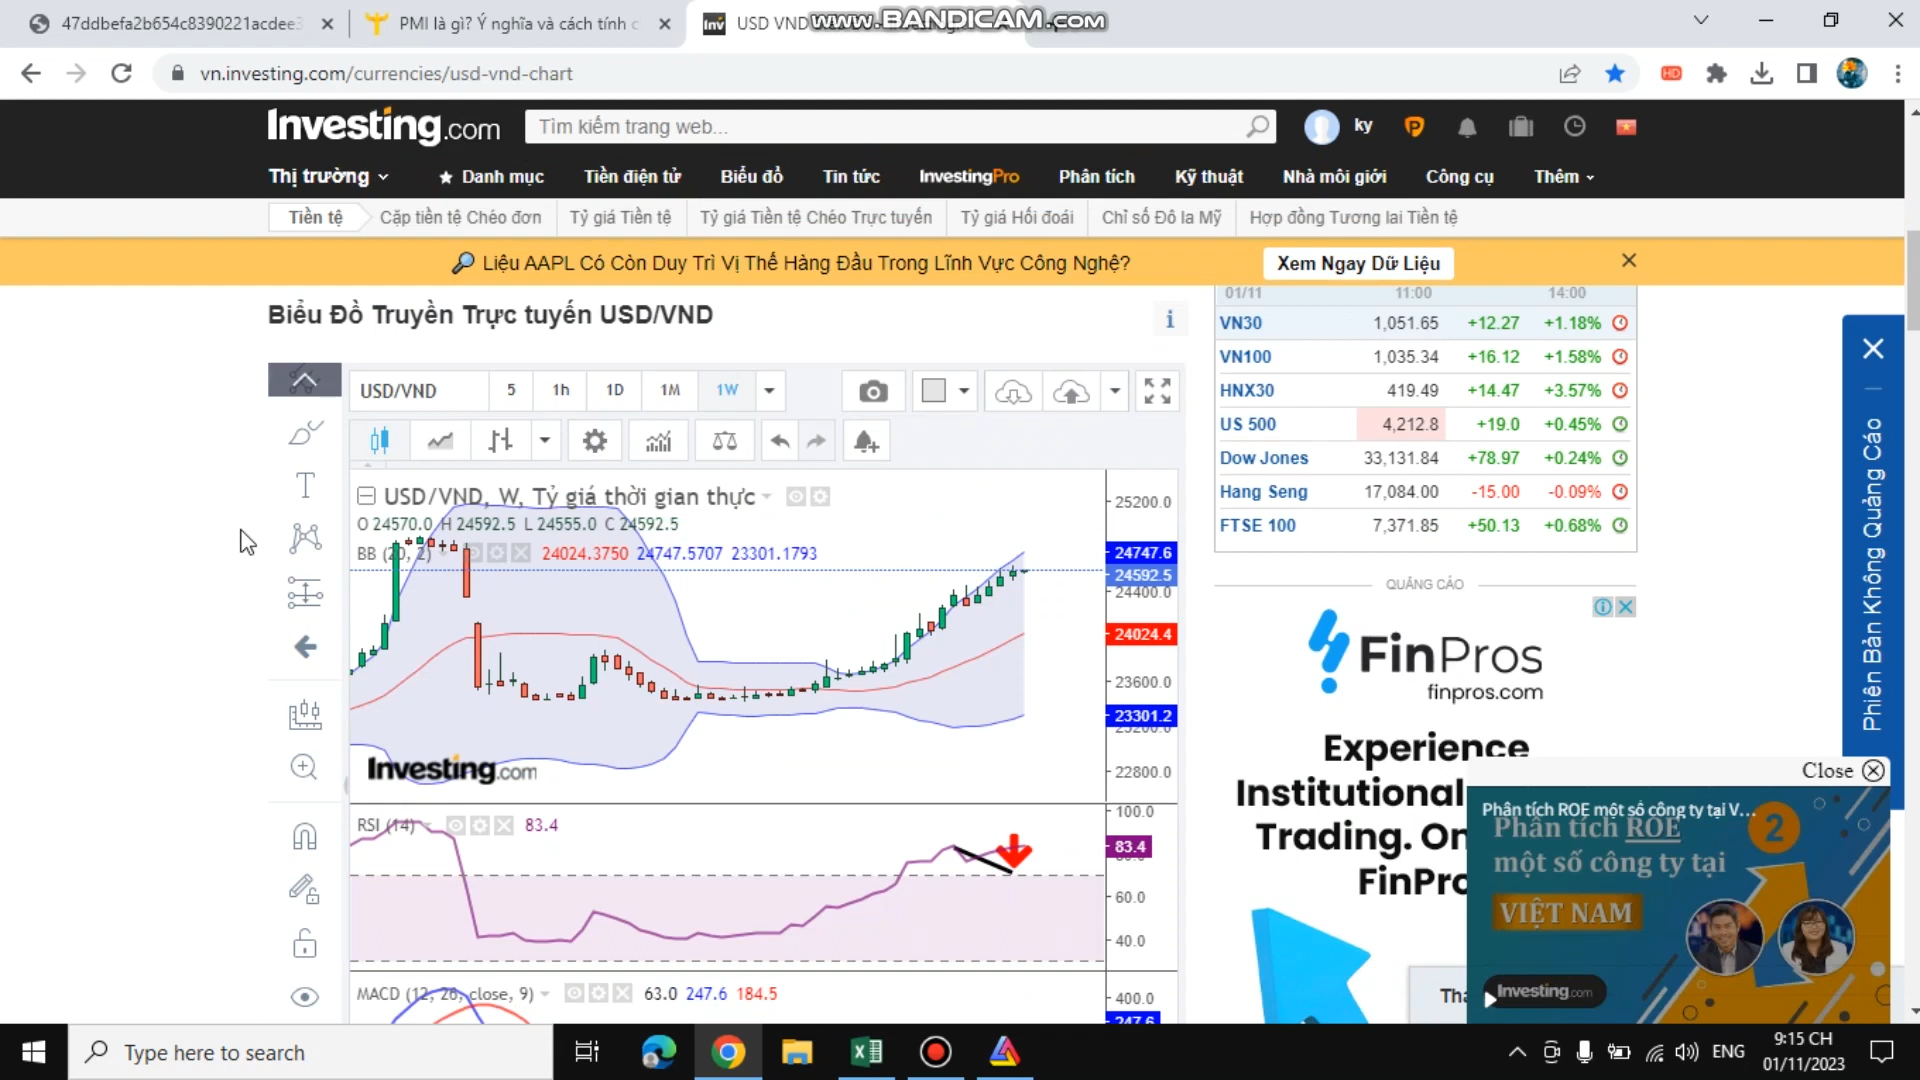 47ddbefa2b654c8390221acdee3
PMI là gì? Ý nghĩa và cách tính c
USD VND
www.BANDICAM.com
vn.investing.com/currencies/usd-vnd-chart
HD
Investing.com
Tìm kiếm trang web...
ky
Thị trường
Danh mục
Tiền điện tử
Biểu đồ
Tin tức
InvestingPro
Phân tích
Kỹ thuật
Nhà môi giới
Công cụ
Thêm
Tiền tệ
Cặp tiền tệ Chéo đơn
Tỷ giá Tiền tệ
Tỷ giá Tiền tệ Chéo Trực tuyến
Tỷ giá Hối đoái
Chỉ số Đô la Mỹ
Hợp đồng Tương lai Tiền tệ
Liệu AAPL Có Còn Duy Trì Vị Thế Hàng Đầu Trong Lĩnh Vực Công Nghệ?
Xem Ngay Dữ Liệu
Biểu Đồ Truyền Trực tuyến USD/VND
USD/VND 5 1h 1D 1M 1W
USD/VND, W, Tỷ giá thời gian thực
O 24570.0 H 24592.5 L 24555.0 C 24592.5
BB (20, 2) 24024.3750 24747.5707 23301.1793
25200.0
24747.6
24592.5
24400.0
24024.4
23600.0
23301.2
23200.0
22800.0
Investing.com
RSI (14) 83.4
100.0
83.4
60.0
40.0
MACD (12, 26, close, 9) 63.0 247.6 184.5
400.0
247.6
01/11 11:00 14:00
VN30 1,051.65 +12.27 +1.18%
VN100 1,035.34 +16.12 +1.58%
HNX30 419.49 +14.47 +3.57%
US 500 4,212.8 +19.0 +0.45%
Dow Jones 33,131.84 +78.97 +0.24%
Hang Seng 17,084.00 -15.00 -0.09%
FTSE 100 7,371.85 +50.13 +0.68%
QUẢNG CÁO
FinPros
finpros.com
Experience
Institutional
Trading. On
FinPro
Phiên Bản Không Quảng Cáo
Close
Phân tích ROE một số công ty tại V...
Phân tích ROE
một số công ty tại
VIỆT NAM
2
Investing.com
Tha
Type here to search
ENG
9:15 CH
01/11/2023